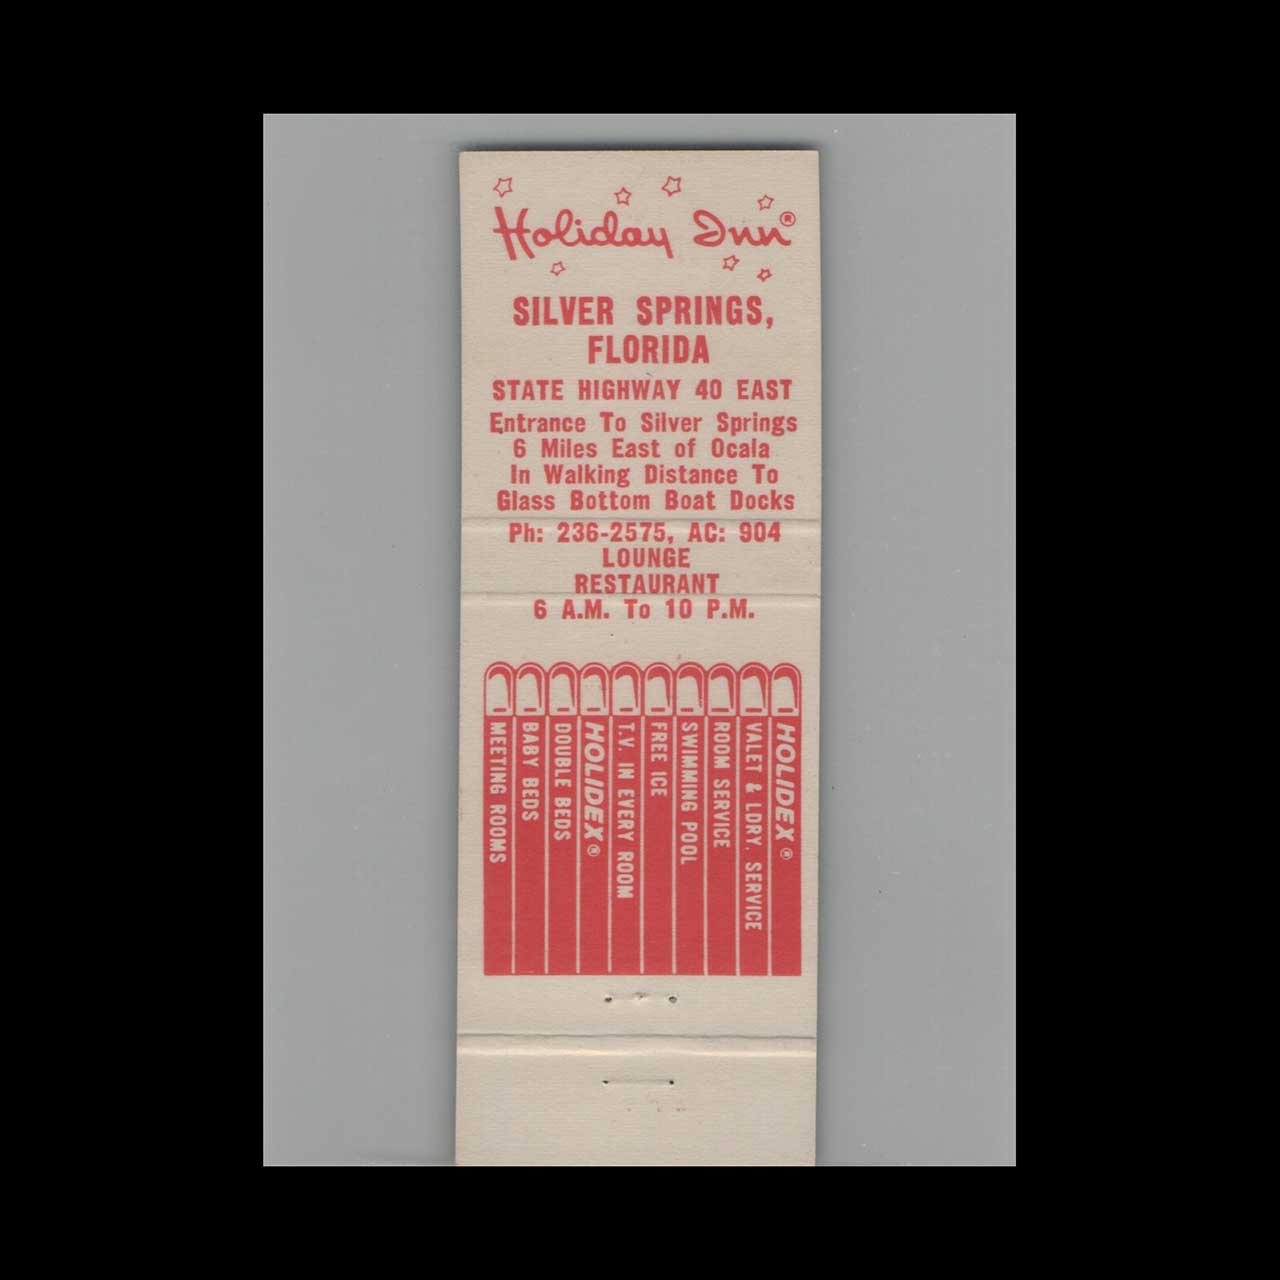 Holiday Inn®
SILVER SPRINGS,
FLORIDA
STATE HIGHWAY 40 EAST
Entrance To Silver Springs
6 Miles East of Ocala
In Walking Distance To
Glass Bottom Boat Docks
Ph: 236-2575, AC: 904
LOUNGE
RESTAURANT
6 A.M. To 10 P.M.
HOLIDEX®
VALET & LDRY. SERVICE
ROOM SERVICE
SWIMMING POOL
FREE ICE
T.V. IN EVERY ROOM
HOLIDEX®
DOUBLE BEDS
BABY BEDS
MEETING ROOMS